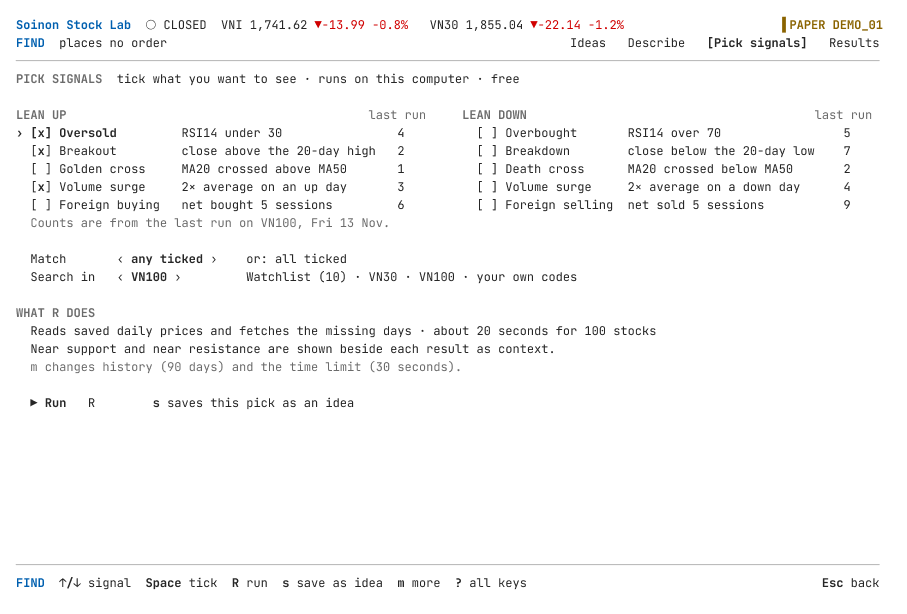 Soinon Stock Lab  ○ CLOSED  VNI 1,741.62 ▼-13.99 -0.8%  VN30 1,855.04 ▼-22.14 -1.2%  PAPER DEMO_01
FIND  places no order  Ideas  Describe  [Pick signals]  Results
PICK SIGNALS  tick what you want to see · runs on this computer · free
LEAN UP  last run  LEAN DOWN  last run
› [x] Oversold  RSI14 under 30  4  [ ] Overbought  RSI14 over 70  5
[x] Breakout  close above the 20-day high  2  [ ] Breakdown  close below the 20-day low  7
[ ] Golden cross  MA20 crossed above MA50  1  [ ] Death cross  MA20 crossed below MA50  2
[x] Volume surge  2× average on an up day  3  [ ] Volume surge  2× average on a down day  4
[ ] Foreign buying  net bought 5 sessions  6  [ ] Foreign selling  net sold 5 sessions  9
Counts are from the last run on VN100, Fri 13 Nov.
Match  ‹ any ticked ›  or: all ticked
Search in  ‹ VN100 ›  Watchlist (10) · VN30 · VN100 · your own codes
WHAT R DOES
Reads saved daily prices and fetches the missing days · about 20 seconds for 100 stocks
Near support and near resistance are shown beside each result as context.
m changes history (90 days) and the time limit (30 seconds).
► Run  R  s saves this pick as an idea
FIND  ↑/↓ signal  Space tick  R run  s save as idea  m more  ? all keys  Esc back